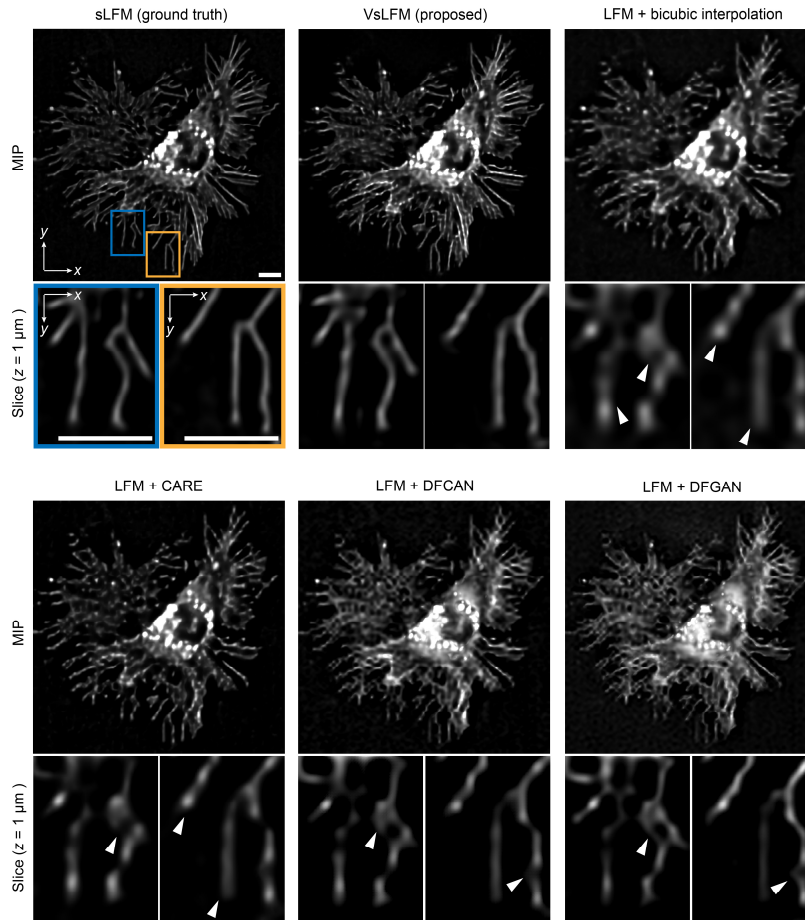 sLFM (ground truth)
VsLFM (proposed)
LFM + bicubic interpolation
MIP
y
x
Slice (z = 1 μm)
x
y
x
y
LFM + CARE
LFM + DFCAN
LFM + DFGAN
MIP
Slice (z = 1 μm)